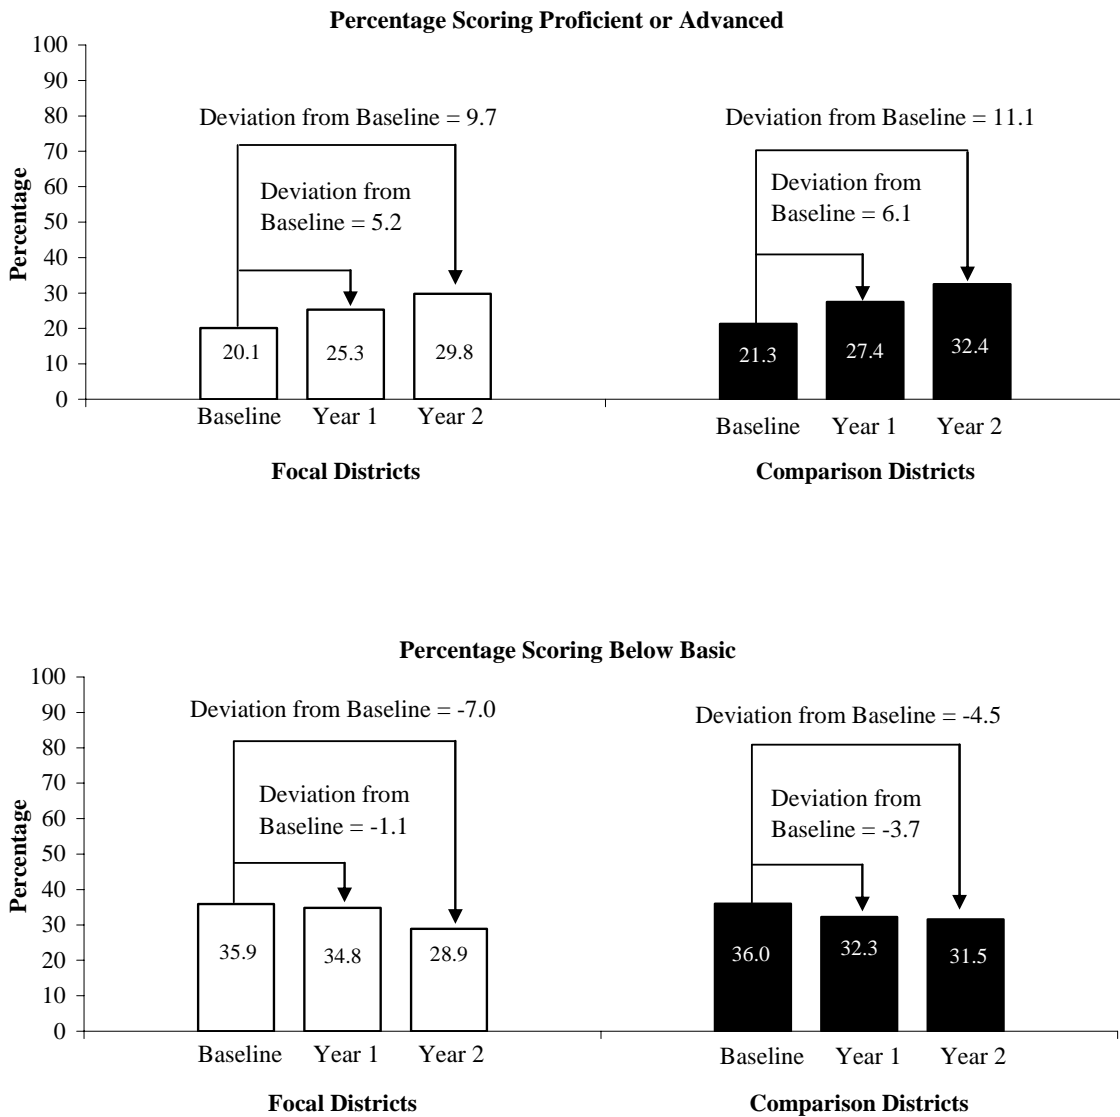 Percentage Scoring Proficient or Advanced
100
90
80
70
60
50
40
30
20
10
0
Percentage
Deviation from Baseline = 9.7
Deviation from
Baseline = 5.2
20.1
25.3
29.8
Baseline
Year 1
Year 2
Focal Districts
Deviation from Baseline = 11.1
Deviation from
Baseline = 6.1
21.3
27.4
32.4
Baseline
Year 1
Year 2
Comparison Districts
Percentage Scoring Below Basic
100
90
80
70
60
50
40
30
20
10
0
Percentage
Deviation from Baseline = -7.0
Deviation from
Baseline = -1.1
35.9
34.8
28.9
Baseline
Year 1
Year 2
Focal Districts
Deviation from Baseline = -4.5
Deviation from
Baseline = -3.7
36.0
32.3
31.5
Baseline
Year 1
Year 2
Comparison Districts